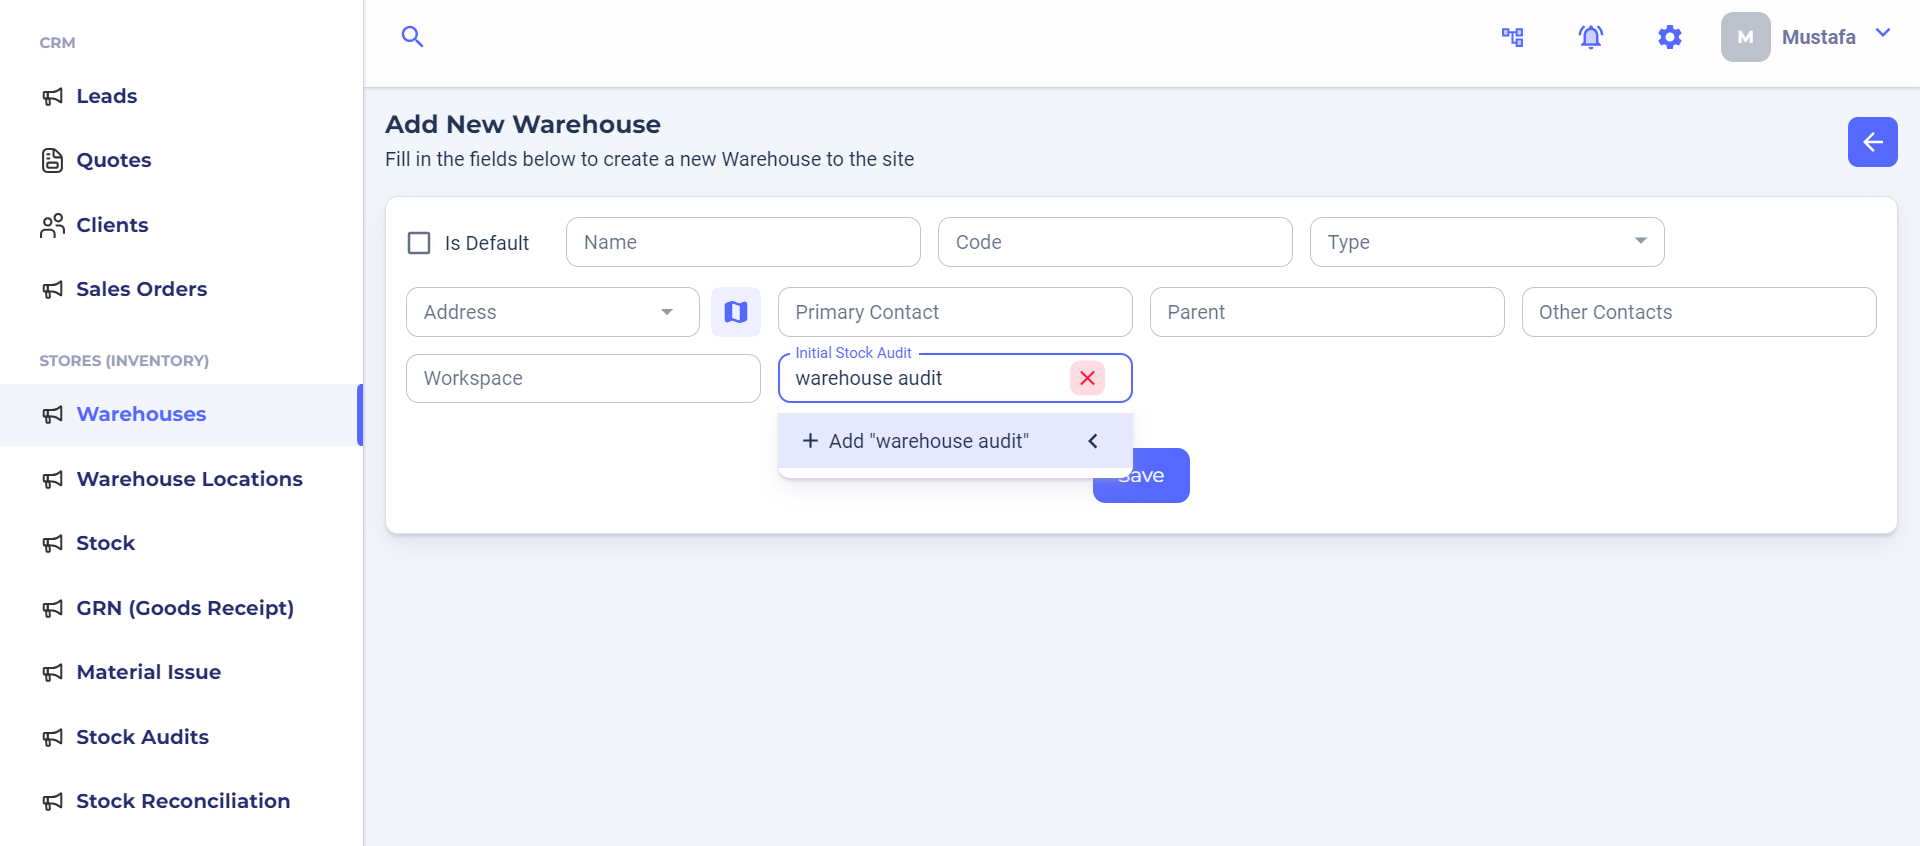 CRM
Leads
Quotes
Clients
Sales Orders
STORES (INVENTORY)
Warehouses
Warehouse Locations
Stock
GRN (Goods Receipt)
Material Issue
Stock Audits
Stock Reconciliation
M Mustafa
Add New Warehouse
Fill in the fields below to create a new Warehouse to the site
Is Default Name Code Type
Address Primary Contact Parent Other Contacts
Initial Stock Audit
Workspace warehouse audit
Add "warehouse audit"
Save